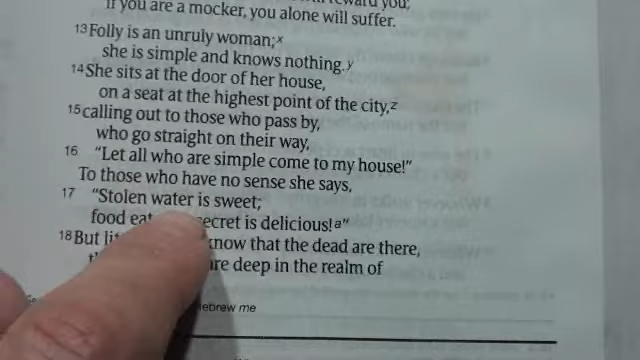 If you are a mocker, you alone will suffer.
13 Folly is an unruly woman;x
she is simple and knows nothing.y
14 She sits at the door of her house,
on a seat at the highest point of the city,z
15 calling out to those who pass by,
who go straight on their way,
16 "Let all who are simple come to my house!"
To those who have no sense she says,
17 "Stolen water is sweet;
food secret is delicious!a"
18 But know that the dead are there,
deep in the realm of
me